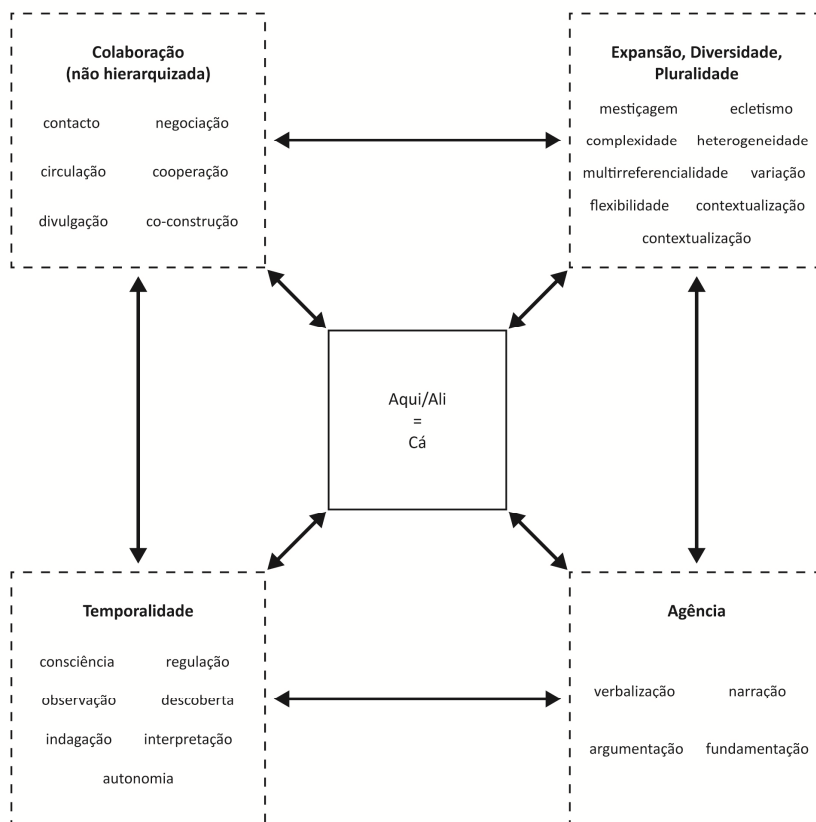 Colaboração
(não hierarquizada)
contacto negociação
circulação cooperação
divulgação co-construção
Expansão, Diversidade,
Pluralidade
mestiçagem ecletismo
complexidade heterogeneidade
multirreferencialidade variação
flexibilidade contextualização
contextualização
Aqui/Ali
=
Cá
Temporalidade
consciência regulação
observação descoberta
indagação interpretação
autonomia
Agência
verbalização narração
argumentação fundamentação